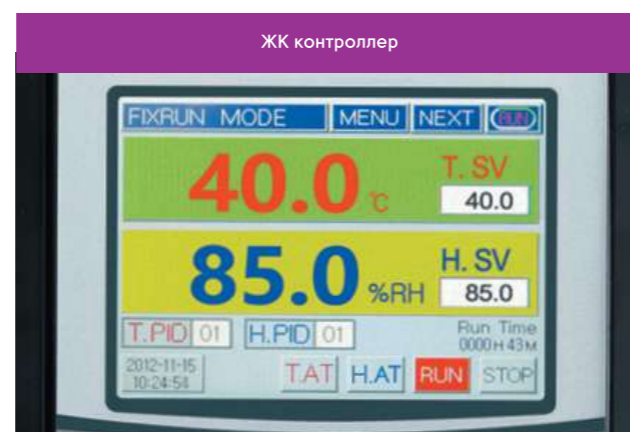 ЖК контроллер
FIXRUN MODE MENU NEXT RUN
40.0 °C T. SV 40.0
85.0 %RH H. SV 85.0
T.PID 01 H.PID 01 Run Time 0000H 43M
2012-11-15 10:24:54 T.AT H.AT RUN STOP